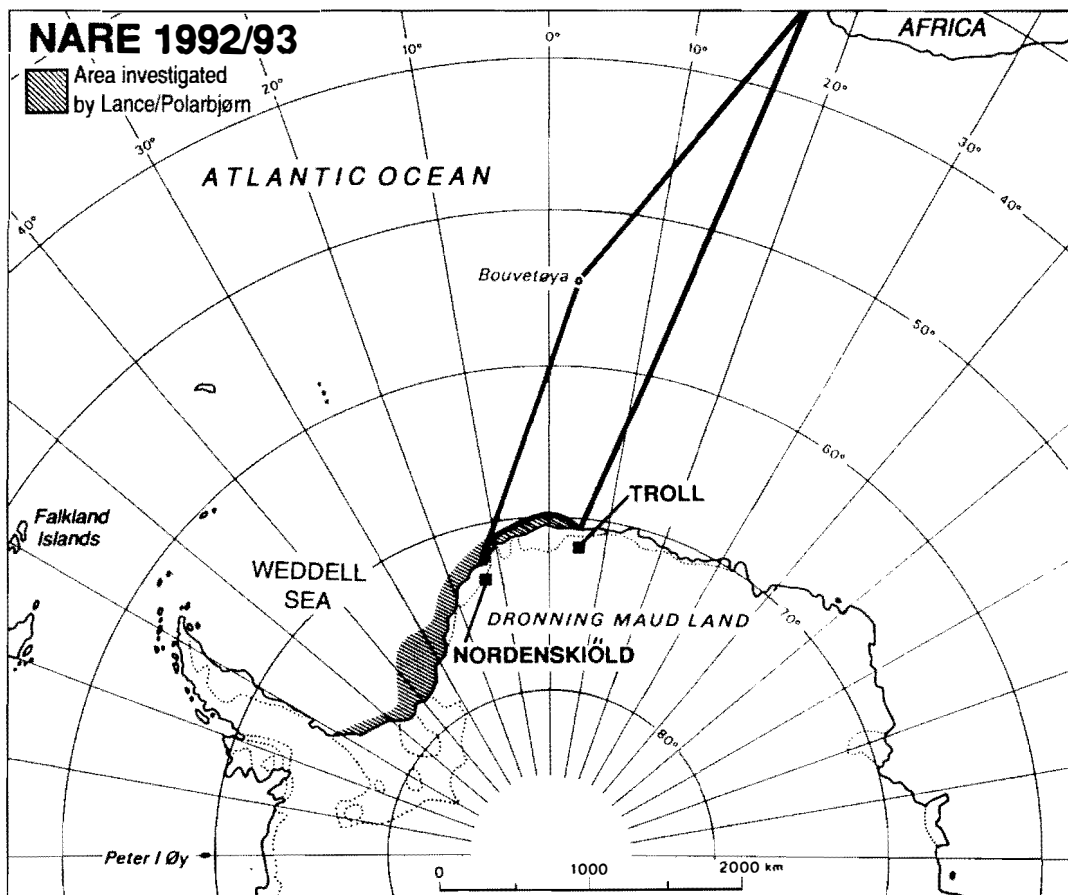 NARE 1992/93
Area investigated
by Lance/Polarbjørn
AFRICA
10°
0°
10°
20°
20°
30°
30°
40°
40°
ATLANTIC OCEAN
Bouvetøya
50°
60°
TROLL
Falkland
Islands
WEDDELL
SEA
DRONNING MAUD LAND
70°
NORDENSKIÖLD
80°
Peter I Øy
0
1000
2000 km